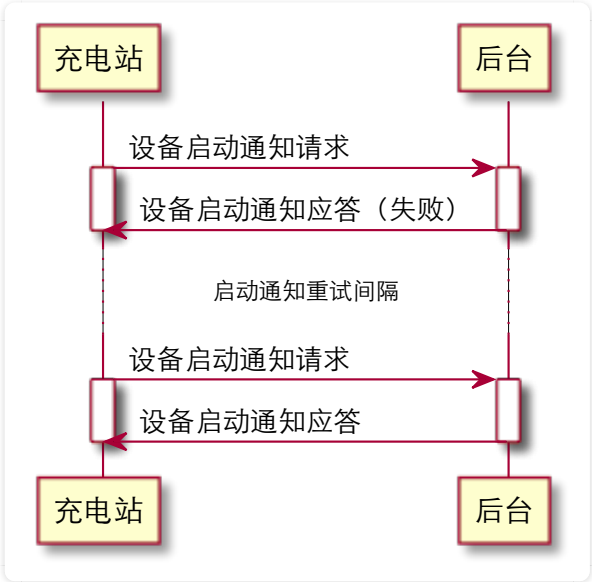 充电站 后台
设备启动通知请求
设备启动通知应答（失败）
启动通知重试间隔
设备启动通知请求
设备启动通知应答
充电站 后台